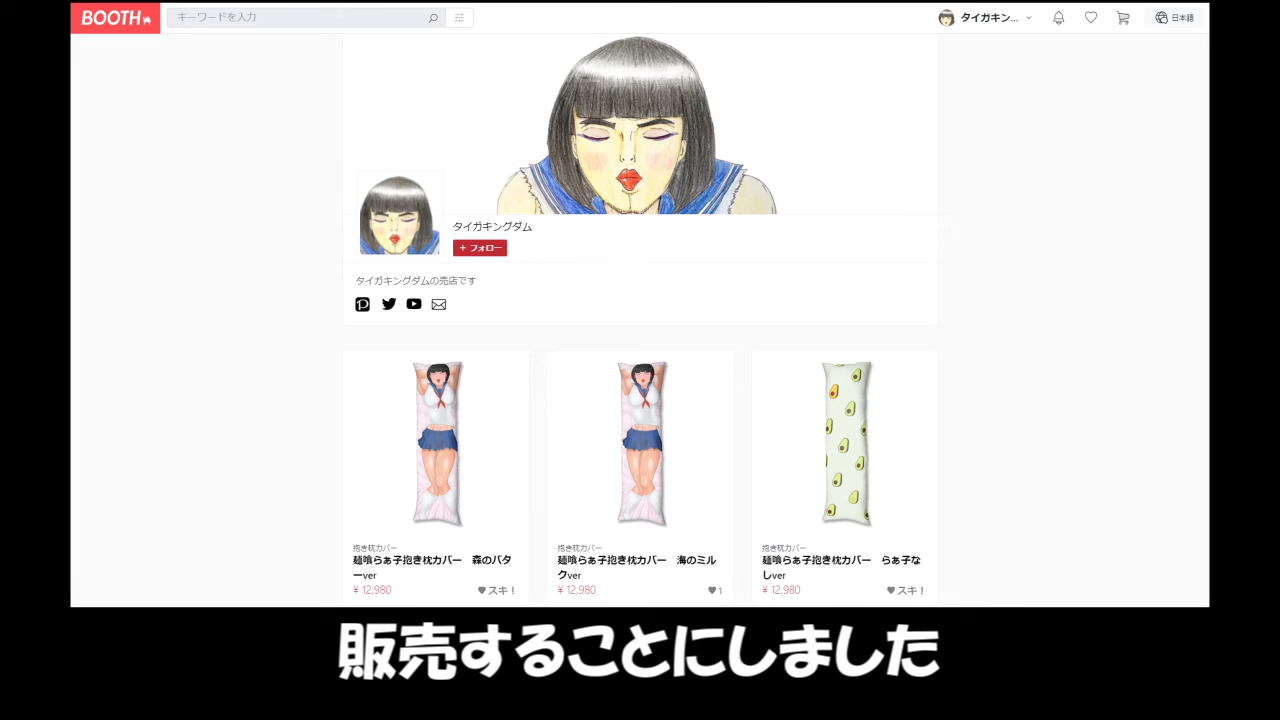 BOOTH
キーワードを入力
タイガキン...
日本語
タイガキングダム
+ フォロー
タイガキングダムの売店です
抱き枕カバー
麺喰らぁ子抱き枕カバー　森のバタ
ーver
¥ 12,980
スキ！
抱き枕カバー
麺喰らぁ子抱き枕カバー　海のミル
クver
¥ 12,980
1
抱き枕カバー
麺喰らぁ子抱き枕カバー　らぁ子な
しver
¥ 12,980
スキ！
販売することにしました